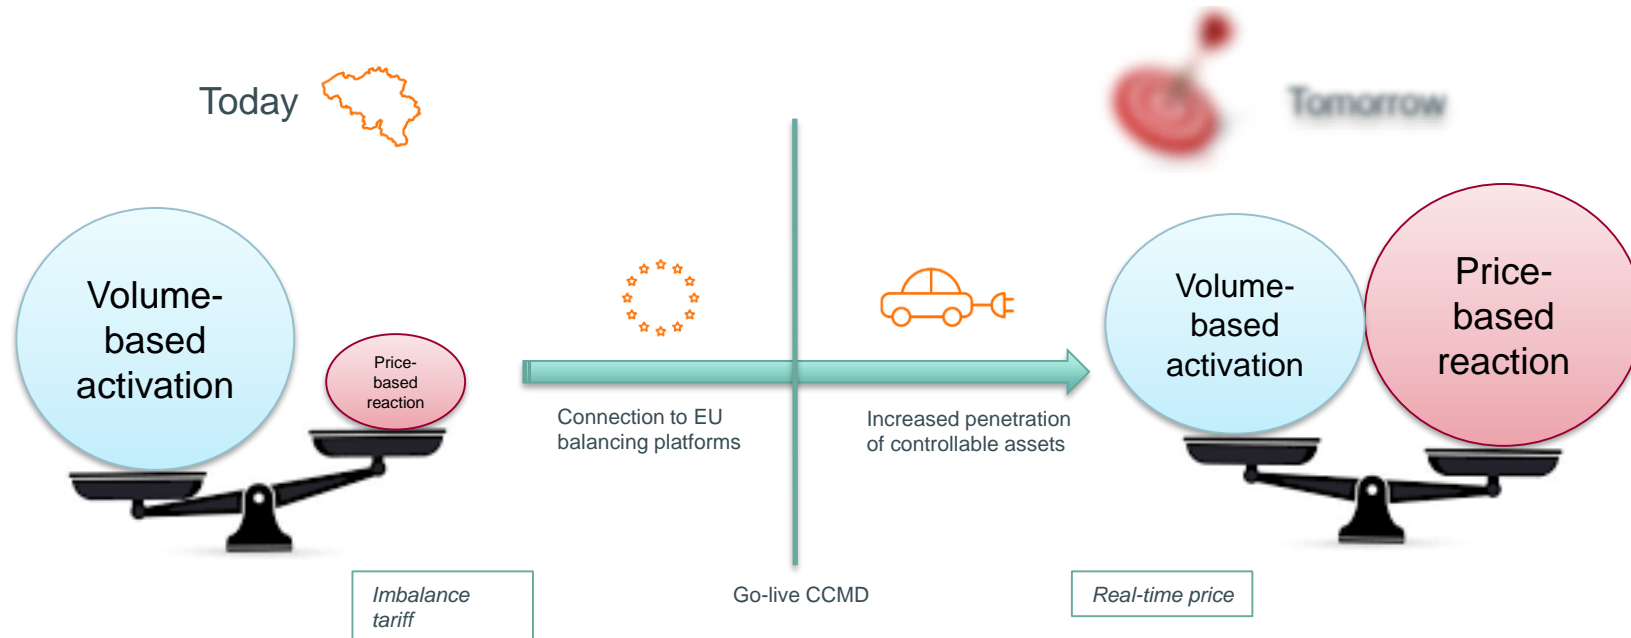 Today
Tomorrow
Volume-
based
activation
Price-
based
reaction
Connection to EU
balancing platforms
Increased penetration
of controllable assets
Volume-
based
activation
Price-
based
reaction
Imbalance
tariff
Go-live CCMD
Real-time price